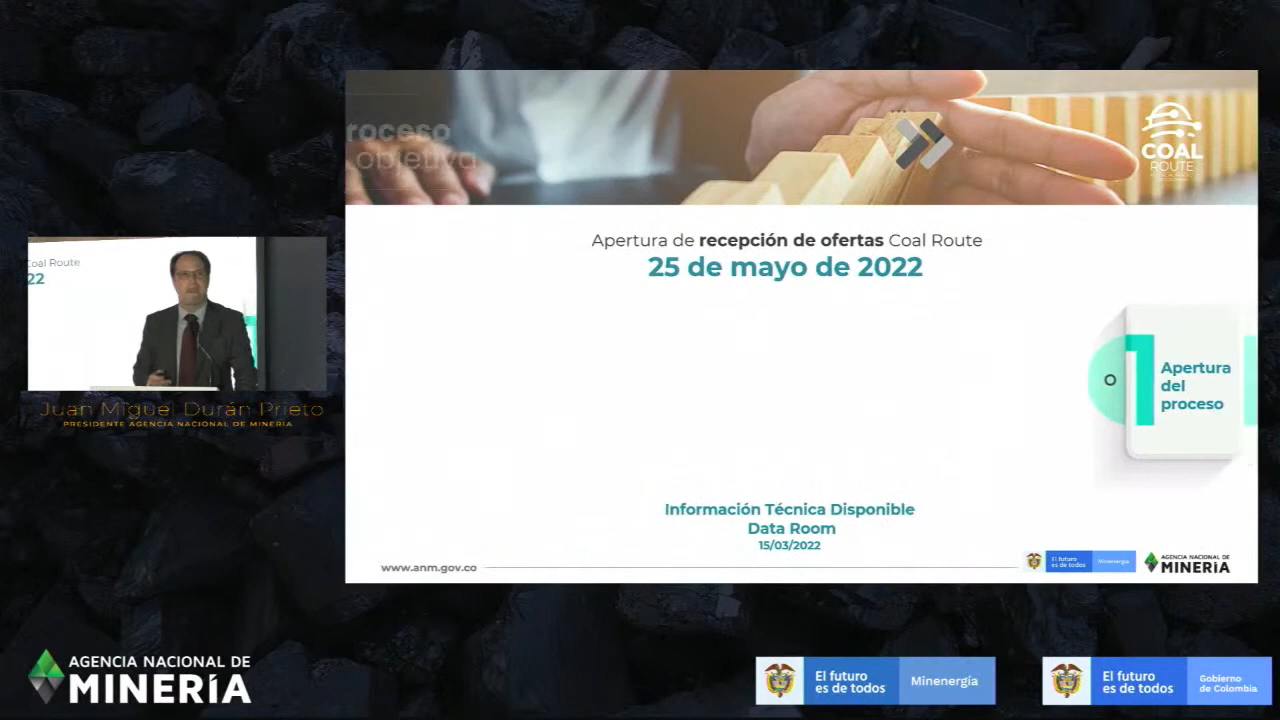 roceso
objetiva
COAL
ROUTE
Apertura de recepción de ofertas Coal Route
25 de mayo de 2022
Coal Route
22
Juan Miguel Durán Prieto
PRESIDENTE AGENCIA NACIONAL DE MINERÍA
1
Apertura
del
proceso
Información Técnica Disponible
Data Room
15/03/2022
www.anm.gov.co
El futuro
es de todos
Minenergía
AGENCIA NACIONAL DE
MINERÍA
AGENCIA NACIONAL DE
MINERÍA
El futuro
es de todos
Minenergía
El futuro
es de todos
Gobierno
de Colombia